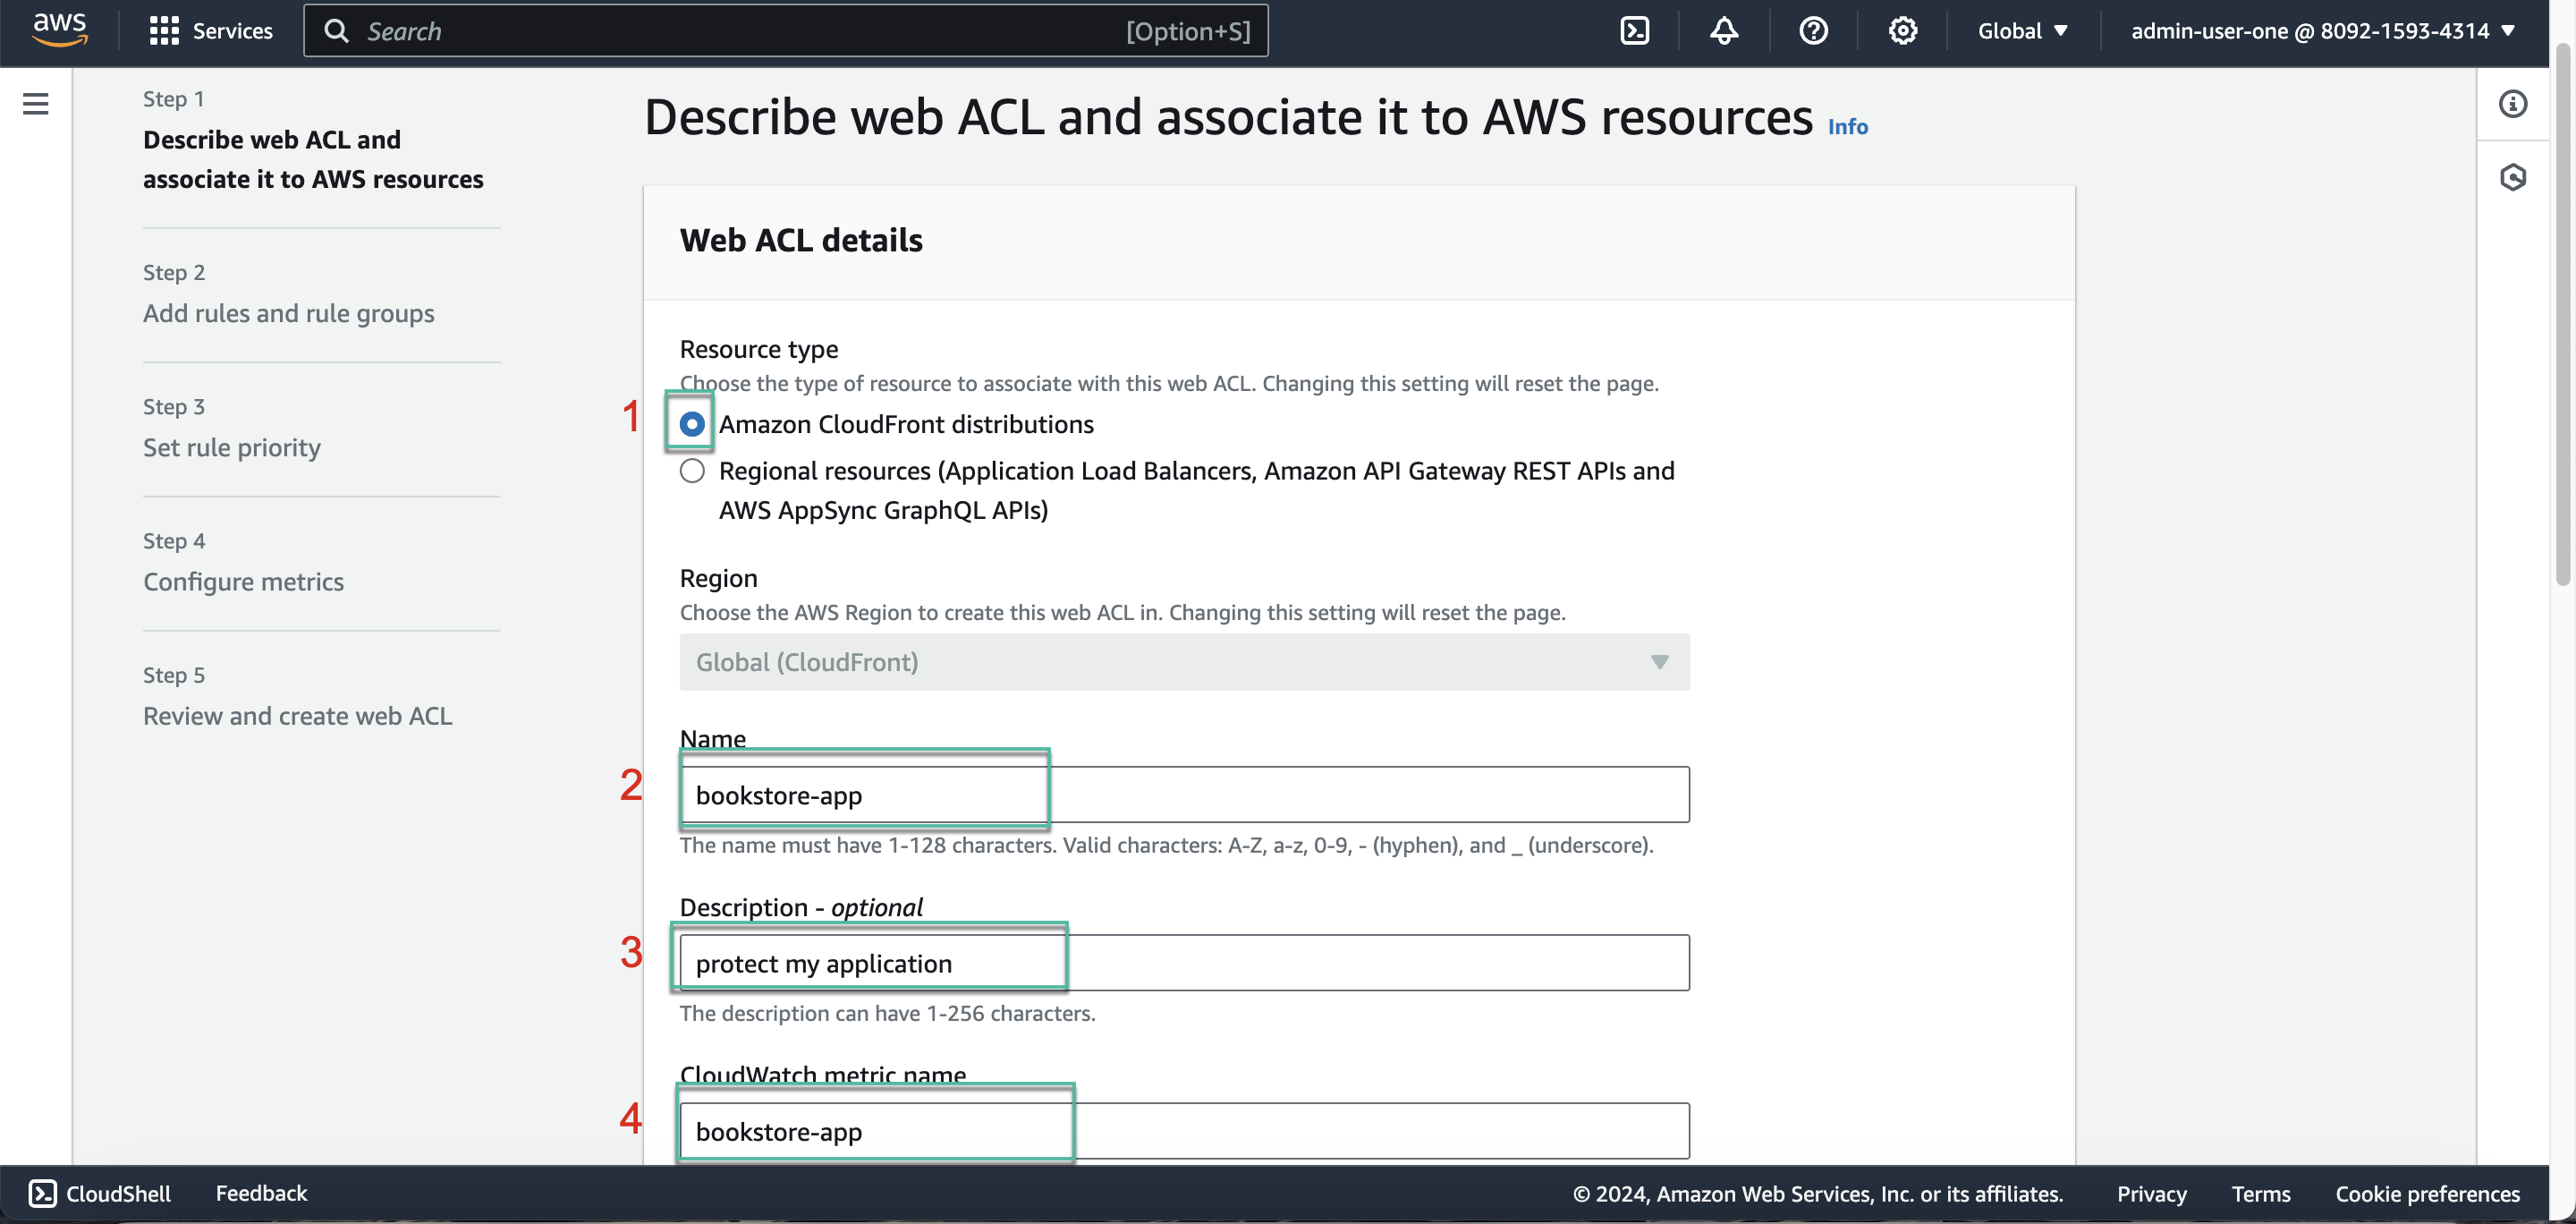 aws
Services
Search
[Option+S]
Global
admin-user-one @ 8092-1593-4314
Step 1
Describe web ACL and
associate it to AWS resources
Step 2
Add rules and rule groups
Step 3
Set rule priority
Step 4
Configure metrics
Step 5
Review and create web ACL
Describe web ACL and associate it to AWS resources Info
Web ACL details
Resource type
Choose the type of resource to associate with this web ACL. Changing this setting will reset the page.
1
Amazon CloudFront distributions
Regional resources (Application Load Balancers, Amazon API Gateway REST APIs and
AWS AppSync GraphQL APIs)
Region
Choose the AWS Region to create this web ACL in. Changing this setting will reset the page.
Global (CloudFront)
Name
2
bookstore-app
The name must have 1-128 characters. Valid characters: A-Z, a-z, 0-9, - (hyphen), and _ (underscore).
Description - optional
3
protect my application
The description can have 1-256 characters.
CloudWatch metric name
4
bookstore-app
CloudShell
Feedback
© 2024, Amazon Web Services, Inc. or its affiliates.
Privacy
Terms
Cookie preferences